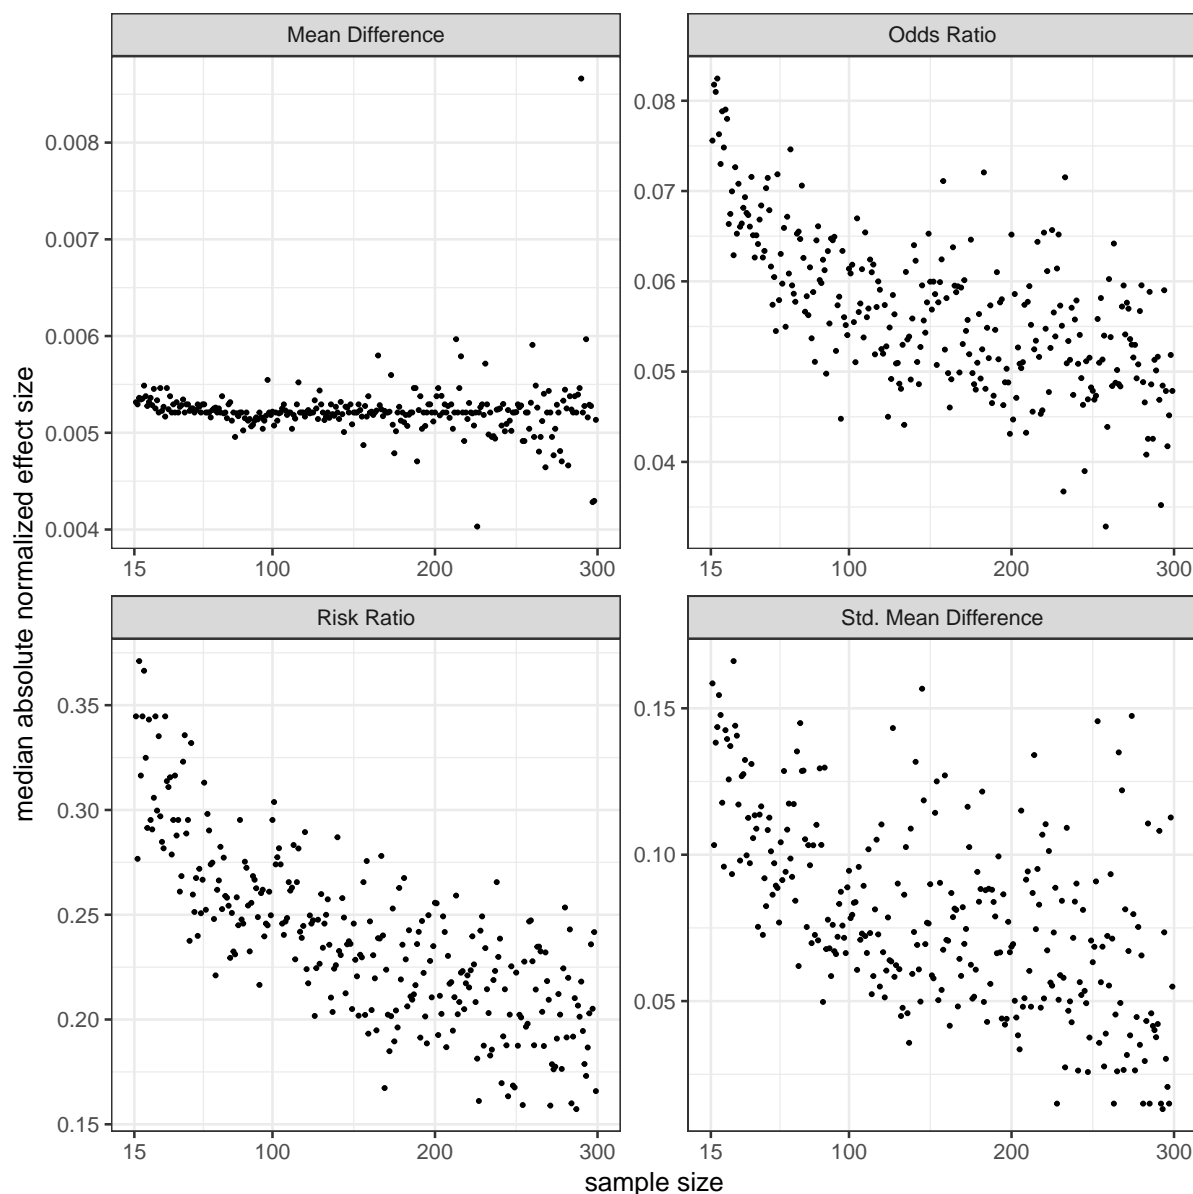 Mean Difference
Odds Ratio
0.008
0.007
0.006
0.005
0.004
0.08
0.07
0.06
0.05
0.04
15 100 200 300
15 100 200 300
Risk Ratio
Std. Mean Difference
0.35
0.30
0.25
0.20
0.15
0.15
0.10
0.05
15 100 200 300
15 100 200 300
median absolute normalized effect size
sample size